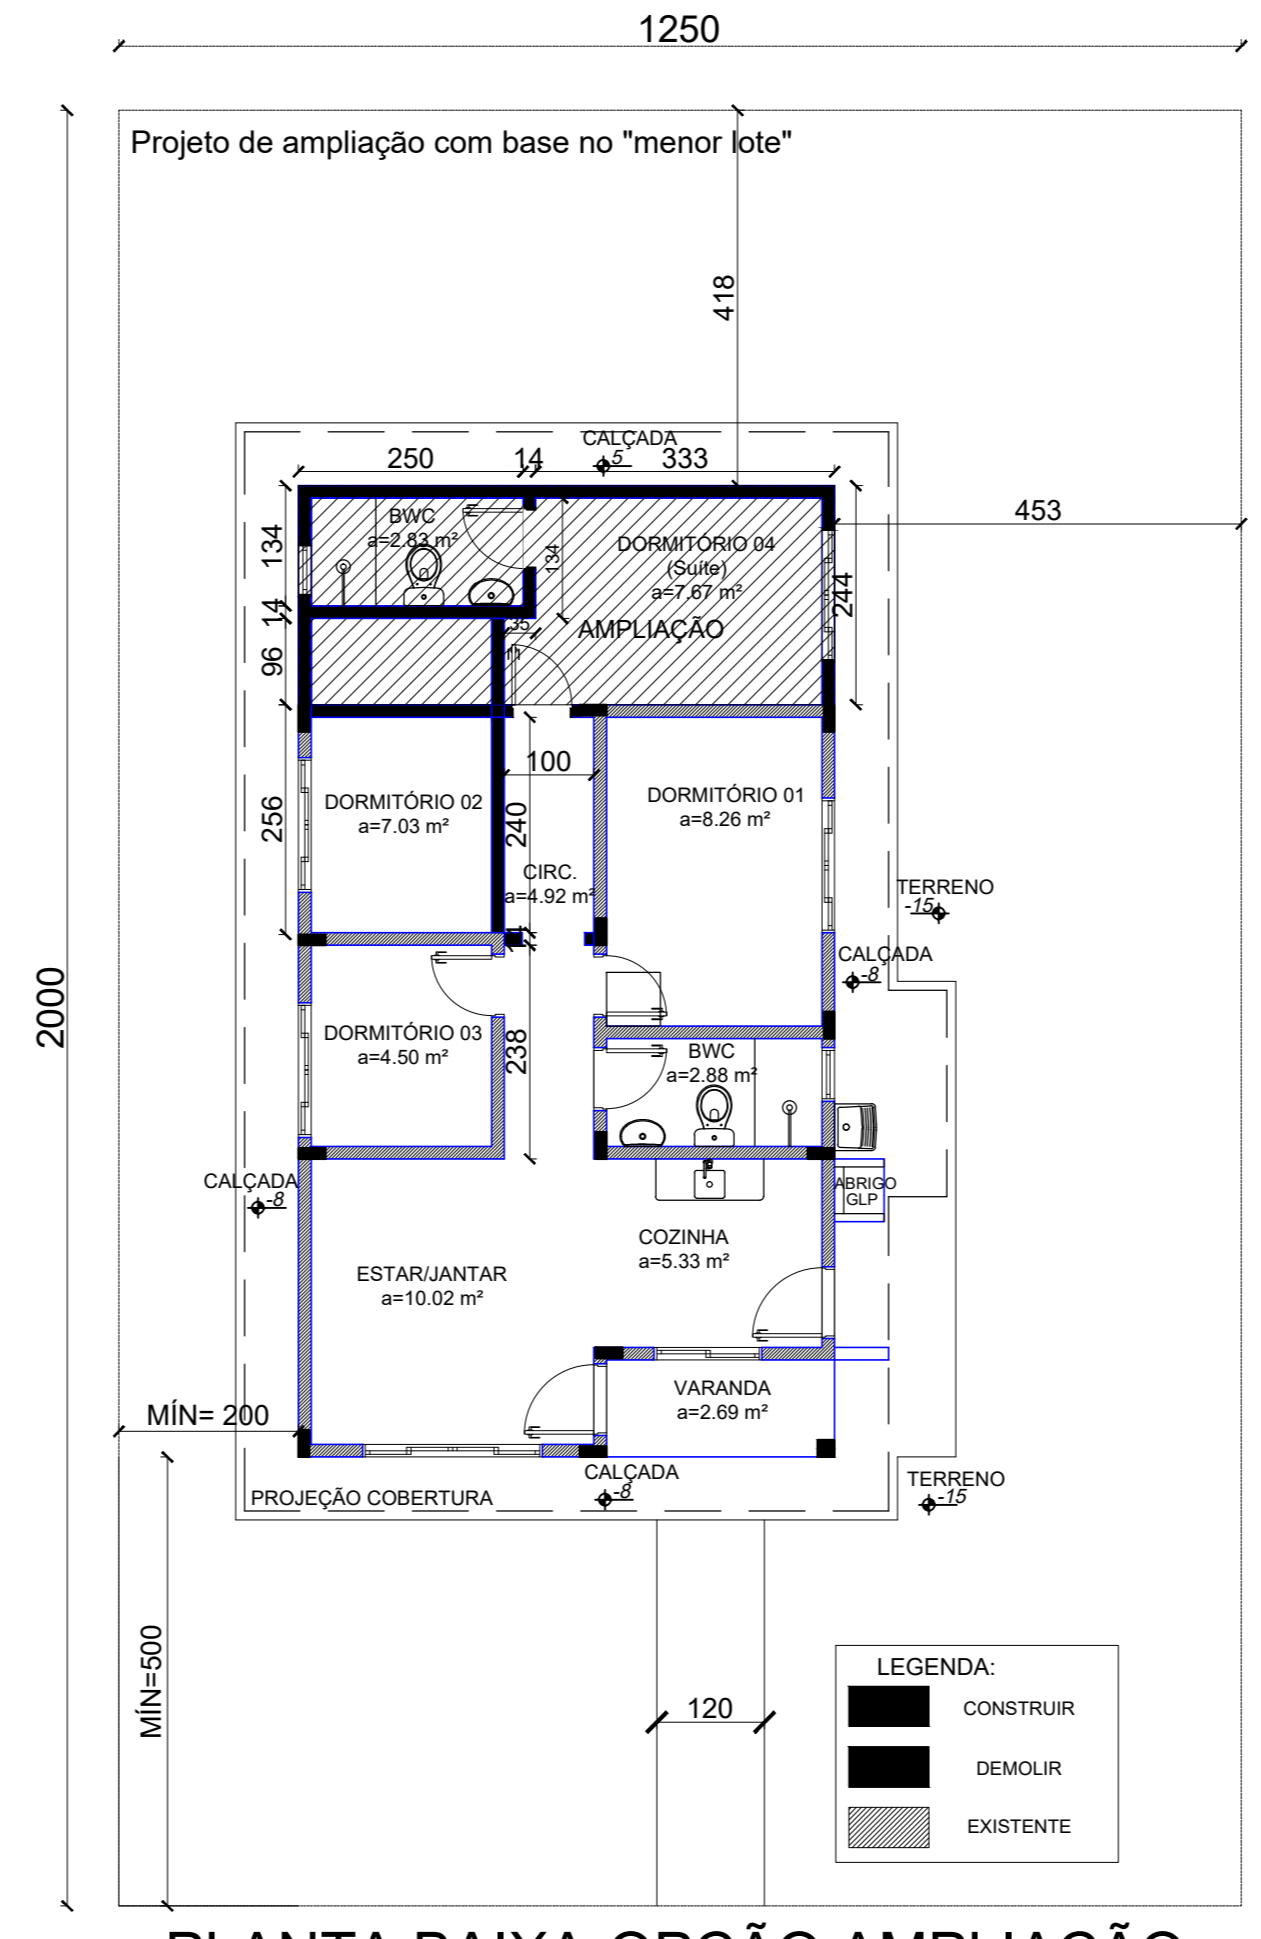 1250
Projeto de ampliação com base no "menor lote"
418
CALÇADA
5
250
14
333
453
134
BWC
a=2.83 m²
134
DORMITÓRIO 04
(Suíte)
a=7.67 m²
244
14
35
AMPLIAÇÃO
96
100
256
DORMITÓRIO 02
a=7.03 m²
240
DORMITÓRIO 01
a=8.26 m²
CIRC.
a=4.92 m²
TERRENO
-15
CALÇADA
-8
2000
DORMITÓRIO 03
a=4.50 m²
238
BWC
a=2.88 m²
CALÇADA
-8
ABRIGO
GLP
COZINHA
a=5.33 m²
ESTAR/JANTAR
a=10.02 m²
VARANDA
a=2.69 m²
MÍN= 200
CALÇADA
-8
TERRENO
-15
PROJEÇÃO COBERTURA
MÍN=500
120
LEGENDA:
CONSTRUIR
DEMOLIR
EXISTENTE
PLANTA BAIXA OPÇÃO AMPLIAÇÃO